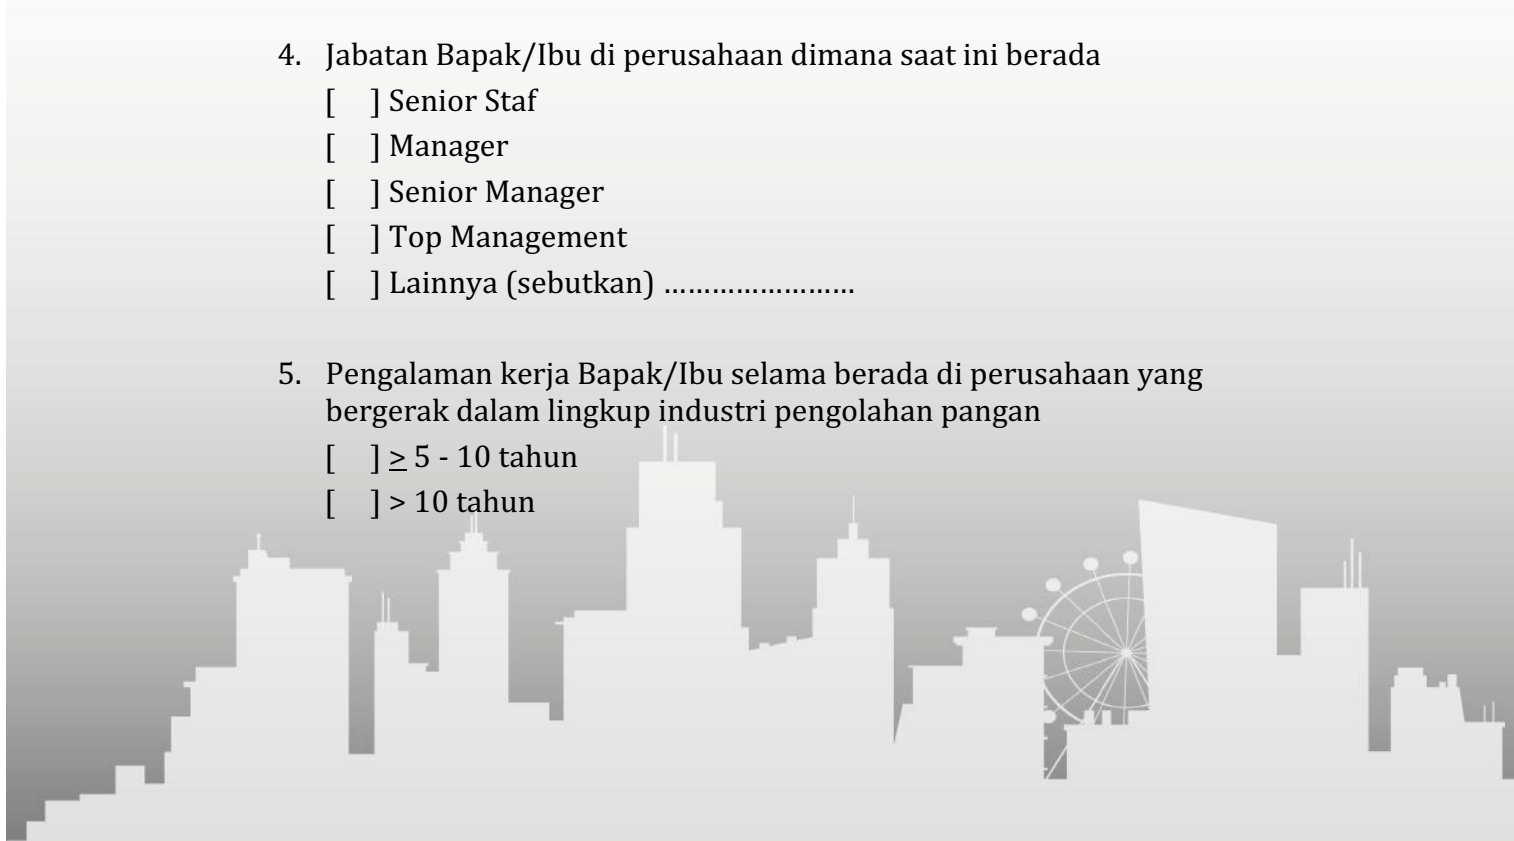 4. Jabatan Bapak/Ibu di perusahaan dimana saat ini berada
[ ] Senior Staf
[ ] Manager
[ ] Senior Manager
[ ] Top Management
[ ] Lainnya (sebutkan) ……………………
5. Pengalaman kerja Bapak/Ibu selama berada di perusahaan yang
bergerak dalam lingkup industri pengolahan pangan
[ ] ≥ 5 - 10 tahun
[ ] > 10 tahun